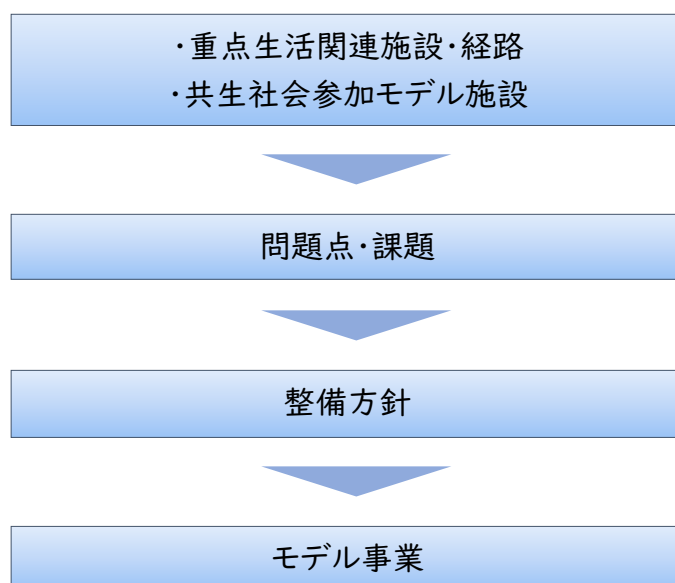 ・重点生活関連施設・経路
・共生社会参加モデル施設
問題点・課題
整備方針
モデル事業